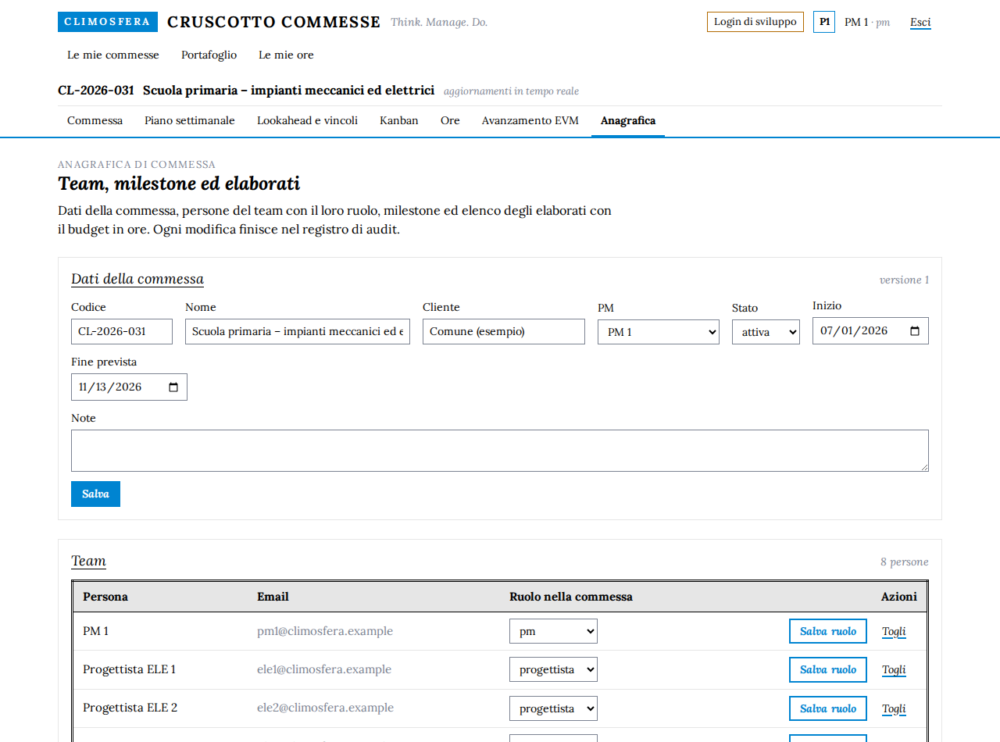 CLIMOSFERA CRUSCOTTO COMMESSE Think. Manage. Do. Login di sviluppo P1 PM 1 · pm Esci
Le mie commesse Portafoglio Le mie ore
CL-2026-031 Scuola primaria – impianti meccanici ed elettrici aggiornamenti in tempo reale
Commessa Piano settimanale Lookahead e vincoli Kanban Ore Avanzamento EVM Anagrafica
ANAGRAFICA DI COMMESSA
Team, milestone ed elaborati
Dati della commessa, persone del team con il loro ruolo, milestone ed elenco degli elaborati con
il budget in ore. Ogni modifica finisce nel registro di audit.
Dati della commessa versione 1
Codice Nome Cliente PM Stato Inizio
CL-2026-031 Scuola primaria – impianti meccanici ed e Comune (esempio) PM 1 attiva 07/01/2026
Fine prevista
11/13/2026
Note
Salva
Team 8 persone
Persona Email Ruolo nella commessa Azioni
PM 1 pm1@climosfera.example pm Salva ruolo Togli
Progettista ELE 1 ele1@climosfera.example progettista Salva ruolo Togli
Progettista ELE 2 ele2@climosfera.example progettista Salva ruolo Togli